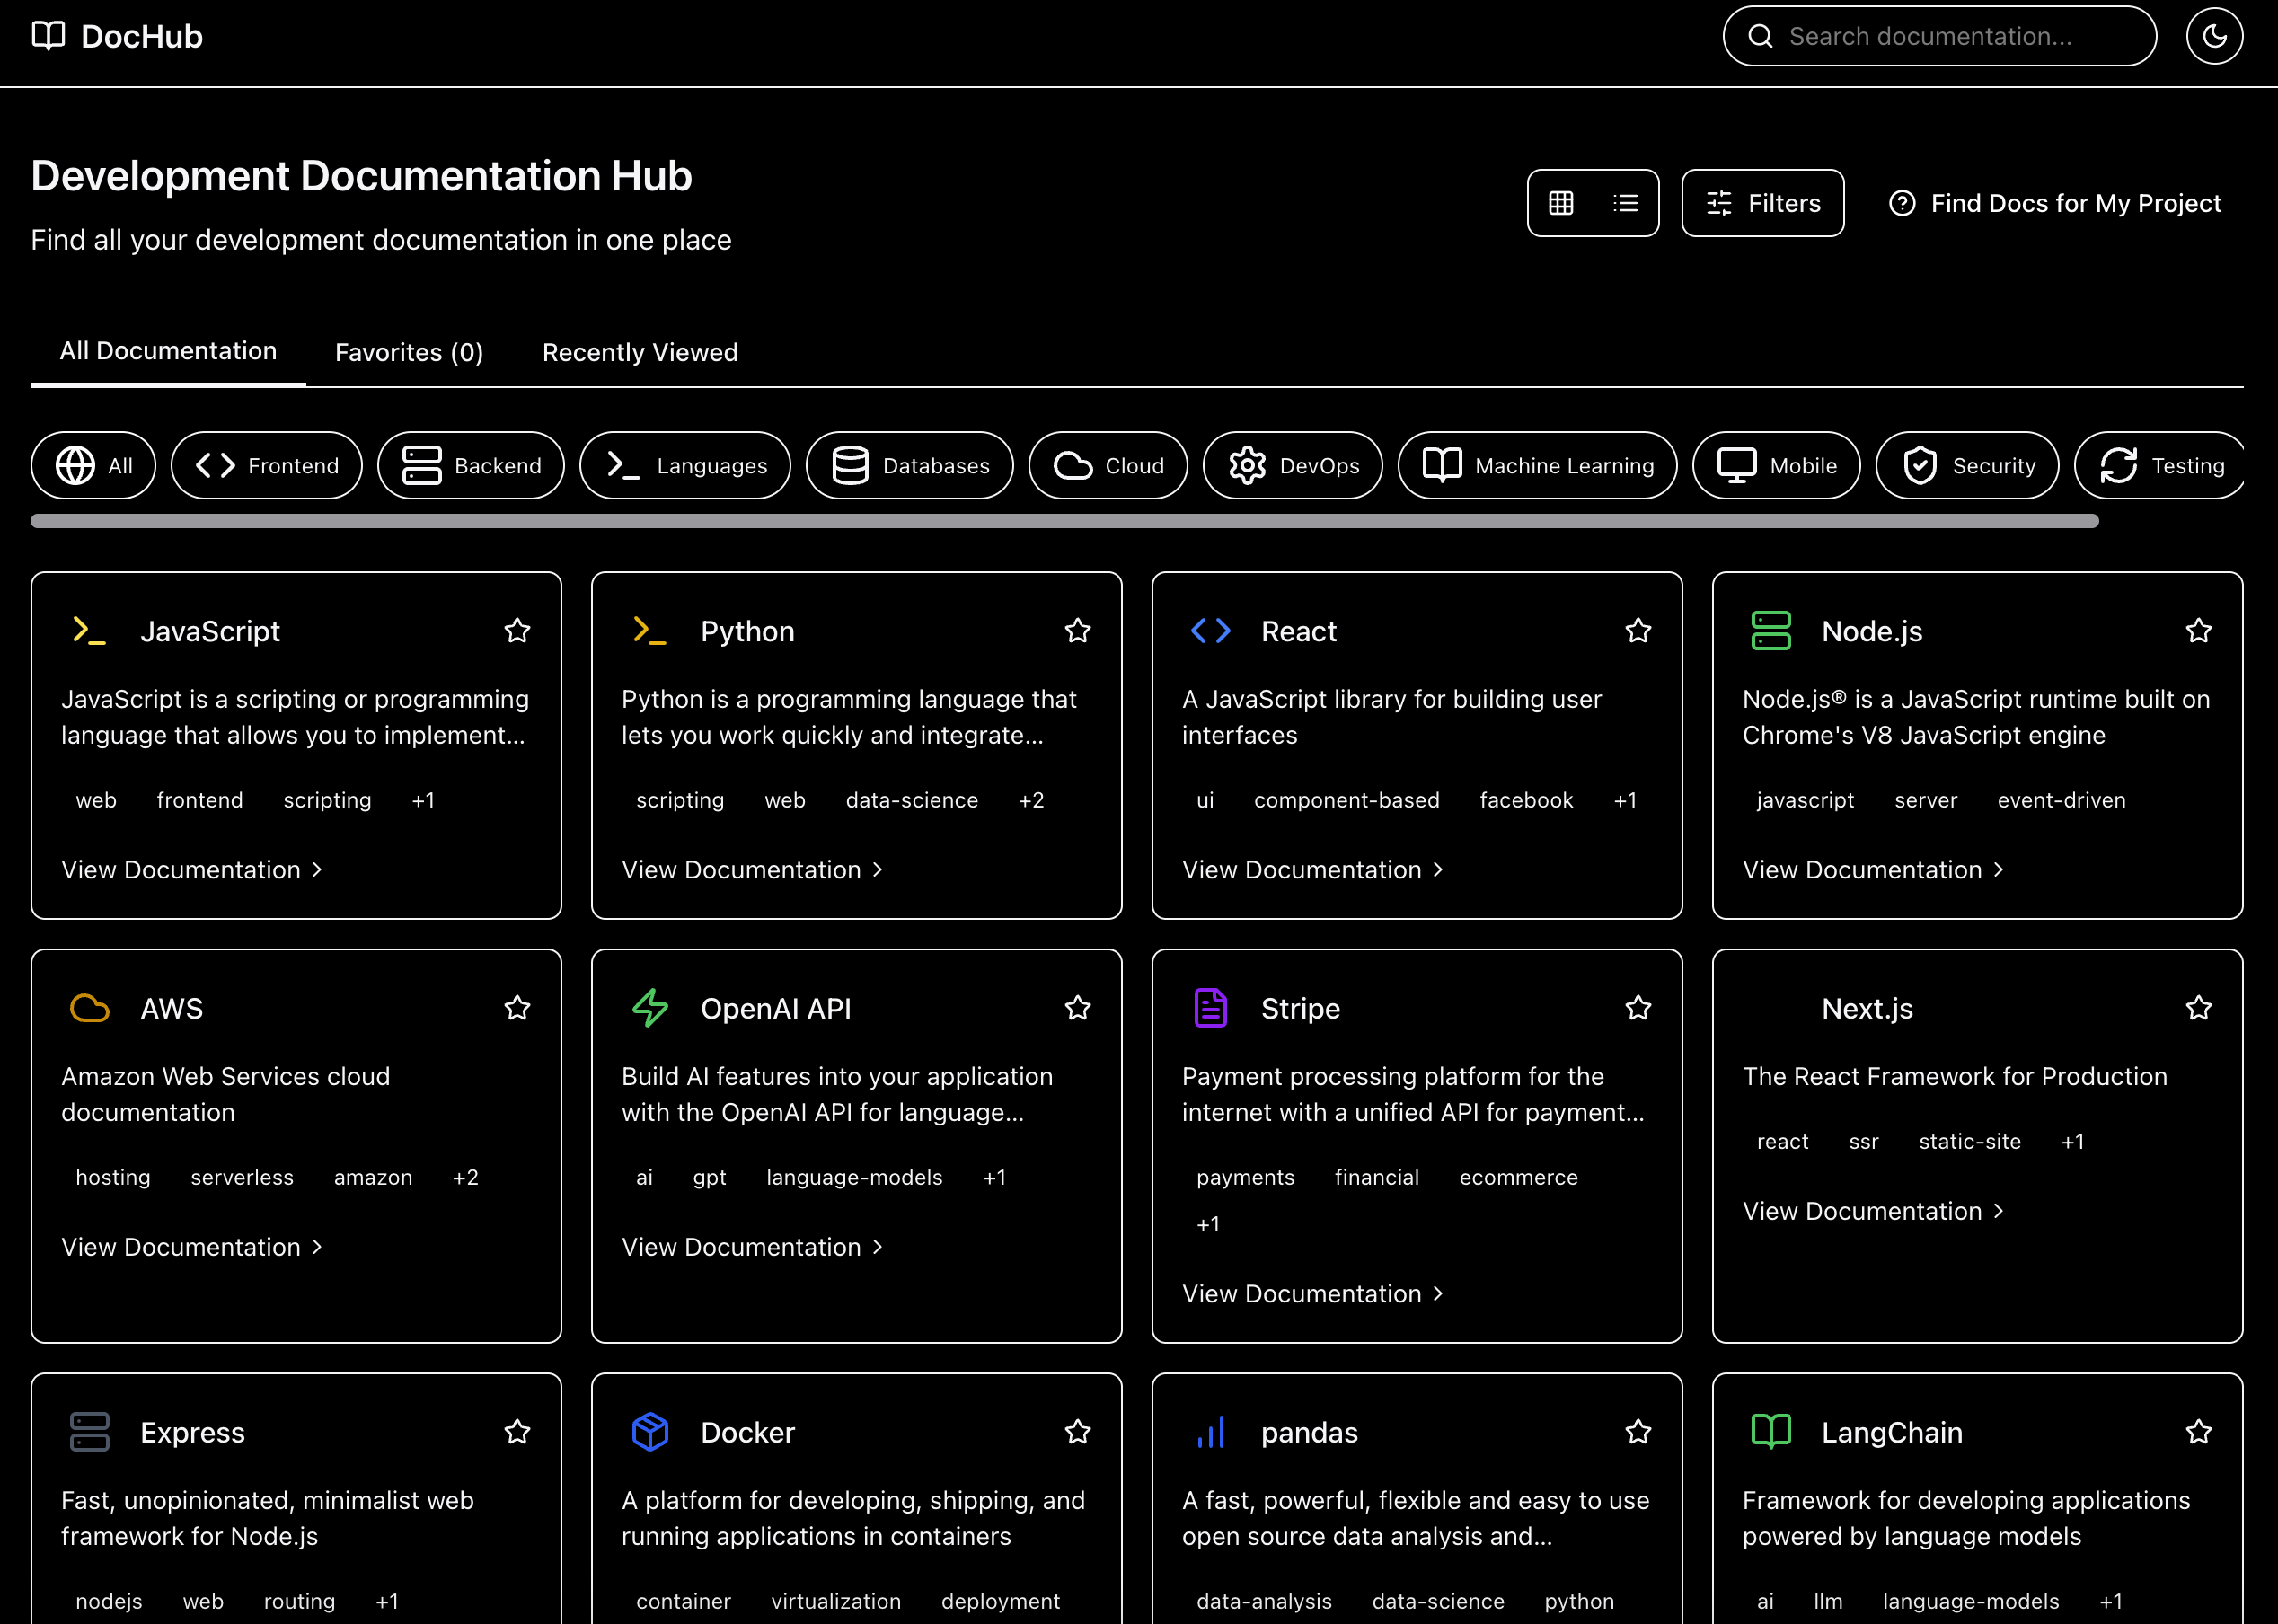 DocHub
Search documentation...
Development Documentation Hub
Find all your development documentation in one place
Filters
Find Docs for My Project
All Documentation
Favorites (0)
Recently Viewed
All
Frontend
Backend
Languages
Databases
Cloud
DevOps
Machine Learning
Mobile
Security
Testing
JavaScript
JavaScript is a scripting or programming
language that allows you to implement...
web frontend scripting +1
View Documentation
Python
Python is a programming language that
lets you work quickly and integrate...
scripting web data-science +2
View Documentation
React
A JavaScript library for building user
interfaces
ui component-based facebook +1
View Documentation
Node.js
Node.js® is a JavaScript runtime built on
Chrome's V8 JavaScript engine
javascript server event-driven
View Documentation
AWS
Amazon Web Services cloud
documentation
hosting serverless amazon +2
View Documentation
OpenAI API
Build AI features into your application
with the OpenAI API for language...
ai gpt language-models +1
View Documentation
Stripe
Payment processing platform for the
internet with a unified API for payment...
payments financial ecommerce
+1
View Documentation
Next.js
The React Framework for Production
react ssr static-site +1
View Documentation
Express
Fast, unopinionated, minimalist web
framework for Node.js
nodejs web routing +1
Docker
A platform for developing, shipping, and
running applications in containers
container virtualization deployment
pandas
A fast, powerful, flexible and easy to use
open source data analysis and...
data-analysis data-science python
LangChain
Framework for developing applications
powered by language models
ai llm language-models +1